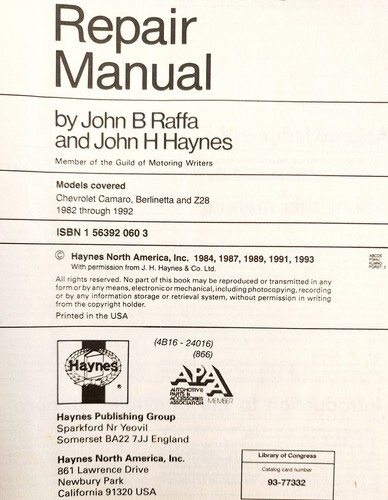 Repair
Manual
by John B Raffa
and John H Haynes
Member of the Guild of Motoring Writers
Models covered
Chevrolet Camaro, Berlinetta and Z28
1982 through 1992
ISBN 1 56392 060 3
© Haynes North America, Inc. 1984, 1987, 1989, 1991, 1993
With permission from J. H. Haynes & Co. Ltd.
ABCDE
FGHIJ
KLMNO
PQRST 3
All rights reserved. No part of this book may be reproduced or transmitted in any
form or by any means, electronic or mechanical, including photocopying, recording
or by any information storage or retrieval system, without permission in writing
from the copyright holder.
Printed in the USA
(4B16 - 24016)
(866)
Haynes
®
APAA
AUTOMOTIVE
PARTS &
ACCESSORIES
ASSOCIATION
MEMBER
Haynes Publishing Group
Sparkford Nr Yeovil
Somerset BA22 7JJ England
Haynes North America, Inc.
861 Lawrence Drive
Newbury Park
California 91320 USA
Library of Congress
Catalog card number
93-77332